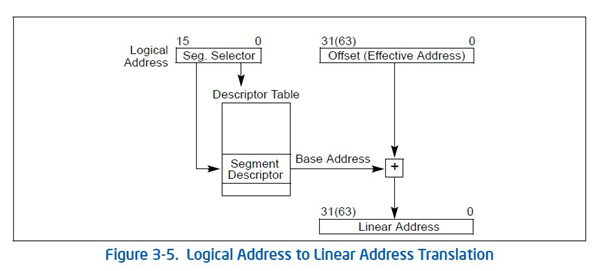 15 0 31(63) 0
Logical
Address
Seg. Selector
Offset (Effective Address)
Descriptor Table
Segment
Descriptor
Base Address
+
31(63) 0
Linear Address
Figure 3-5. Logical Address to Linear Address Translation